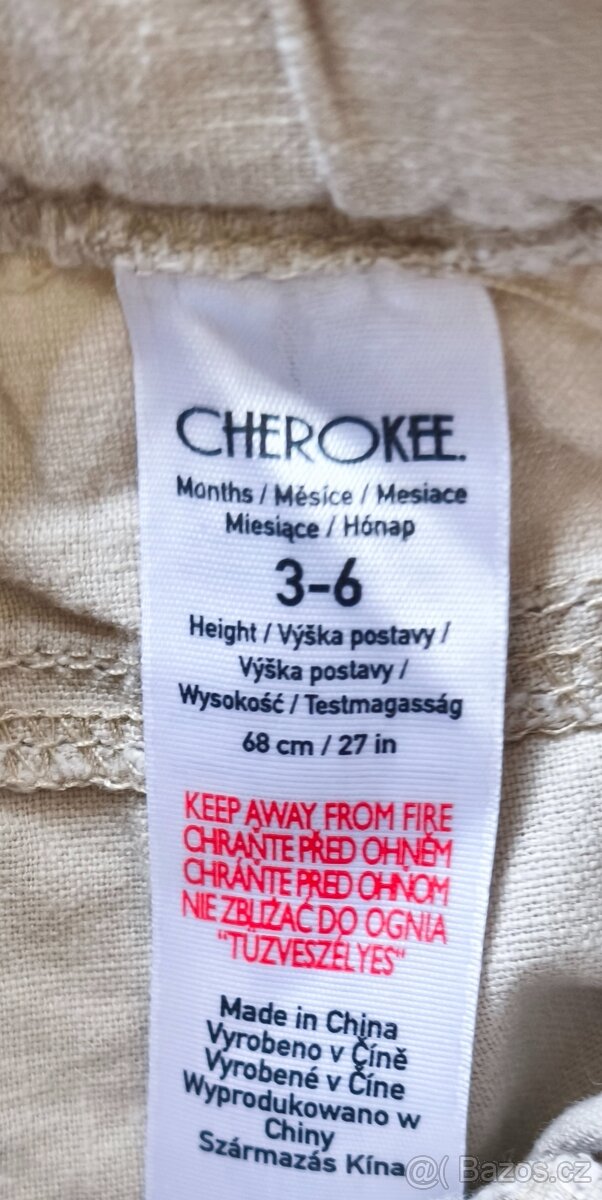 CHEROKEE.
Months / Měsíce / Mesiace
Miesiące / Hónap
3-6
Height / Výška postavy /
Výška postavy /
Wysokość / Testmagasság
68 cm / 27 in
KEEP AWAY FROM FIRE
CHRAŇTE PŘED OHNĚM
CHRÁŇTE PRED OHŇOM
NIE ZBLIŻAĆ DO OGNIA
"TŰZVESZÉLYES"
Made in China
Vyrobeno v Číně
Vyrobené v Číne
Wyprodukowano w
Chiny
Származás Kína
Bazos.cz